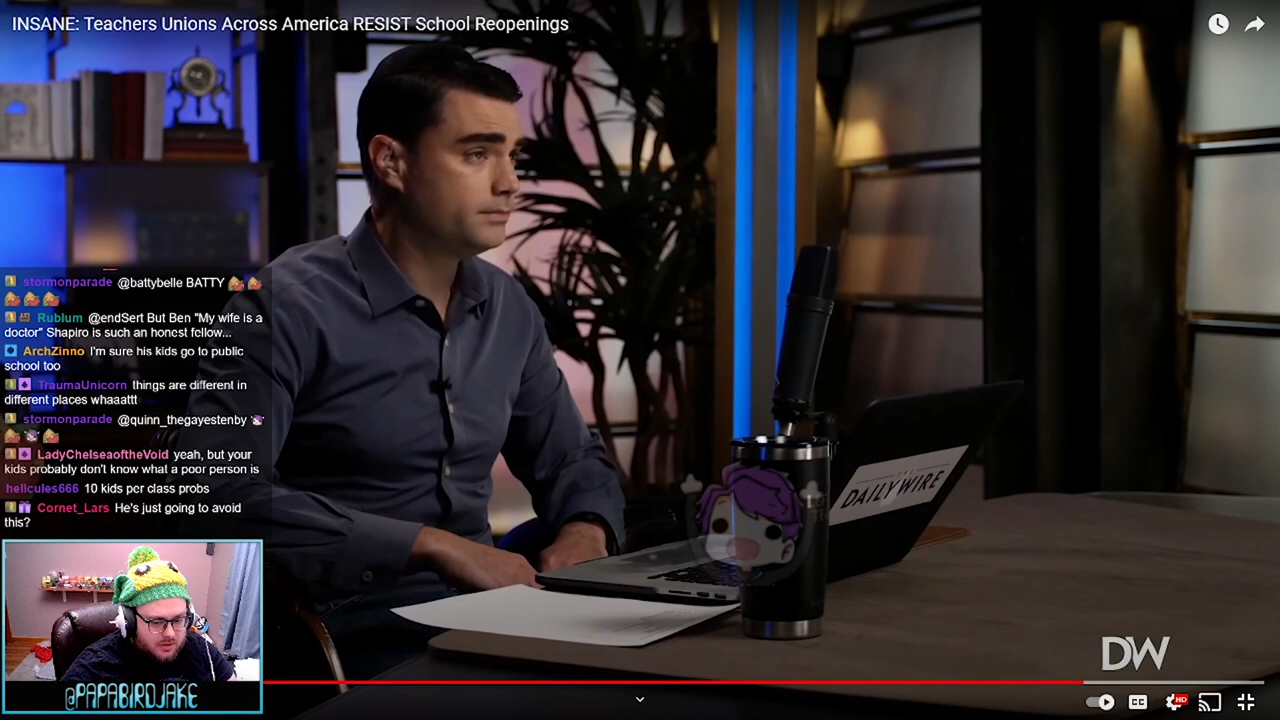 INSANE: Teachers Unions Across America RESIST School Reopenings
stormonparade @battybelle BATTY
Rublum @endSert But Ben "My wife is a
doctor" Shapiro is such an honest fellow...
ArchZinno I'm sure his kids go to public
school too
TraumaUnicorn things are different in
different places whaaattt
stormonparade @quinn_thegayestenby
LadyChelseaoftheVoid yeah, but your
kids probably don't know what a poor person is
hellcules666 10 kids per class probs
Cornet_Lars He's just going to avoid
this?
DAILY WIRE
@PAPABIRDJAKE
DW
CC
HD